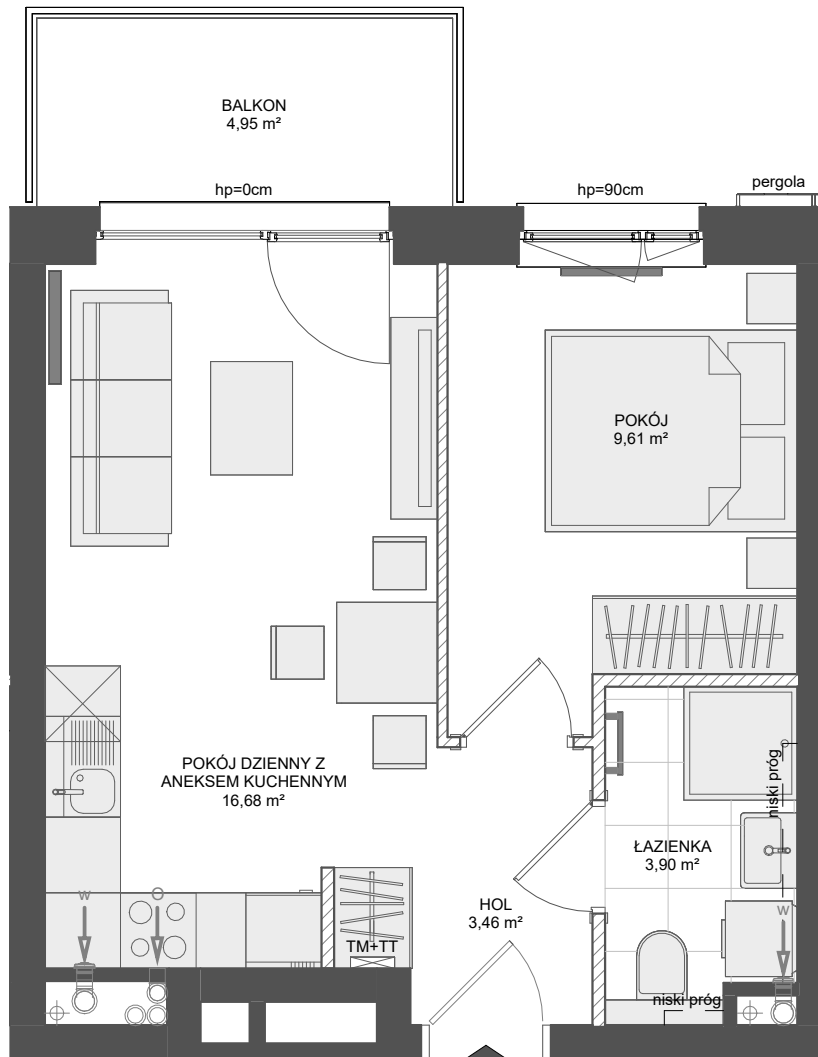 BALKON
4,95 m²
hp=0cm
hp=90cm
pergola
POKÓJ
9,61 m²
POKÓJ DZIENNY Z
ANEKSEM KUCHENNYM
16,68 m²
niski próg
ŁAZIENKA
3,90 m²
W
O
HOL
3,46 m²
W
TM+TT
niski próg